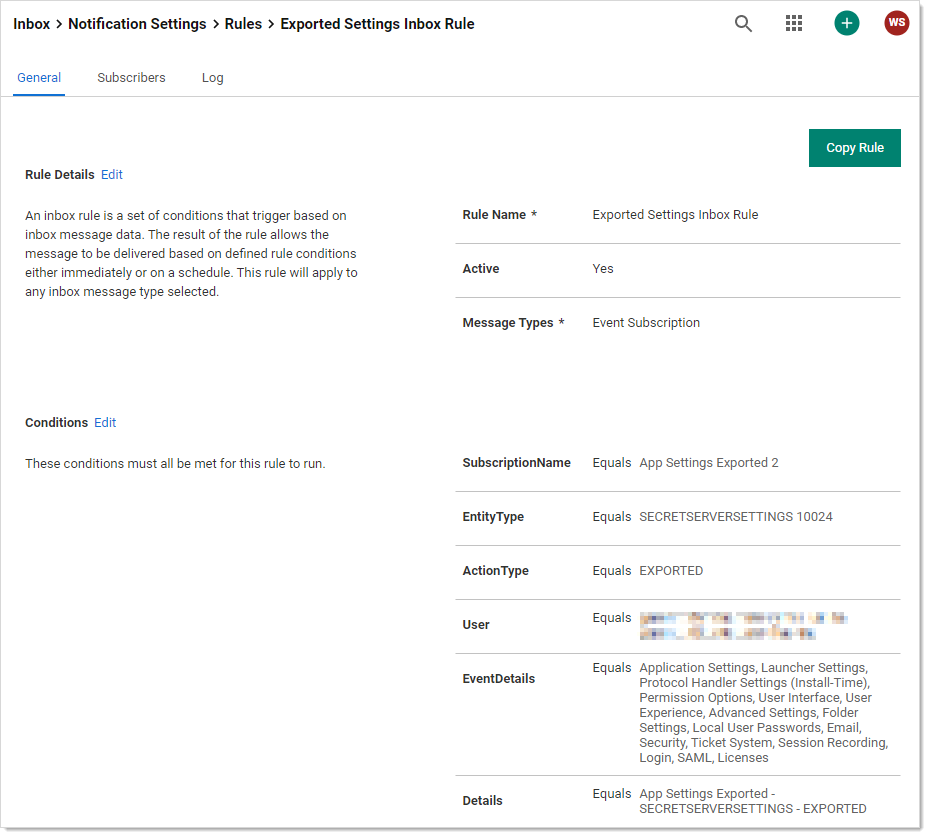 Inbox > Notification Settings > Rules > Exported Settings Inbox Rule
WS
General Subscribers Log
Copy Rule
Rule Details Edit
An inbox rule is a set of conditions that trigger based on
inbox message data. The result of the rule allows the
message to be delivered based on defined rule conditions
either immediately or on a schedule. This rule will apply to
any inbox message type selected.
Rule Name * Exported Settings Inbox Rule
Active Yes
Message Types * Event Subscription
Conditions Edit
These conditions must all be met for this rule to run.
SubscriptionName Equals App Settings Exported 2
EntityType Equals SECRETSERVERSETTINGS 10024
ActionType Equals EXPORTED
User Equals
EventDetails Equals Application Settings, Launcher Settings,
Protocol Handler Settings (Install-Time),
Permission Options, User Interface, User
Experience, Advanced Settings, Folder
Settings, Local User Passwords, Email,
Security, Ticket System, Session Recording,
Login, SAML, Licenses
Details Equals App Settings Exported -
SECRETSERVERSETTINGS - EXPORTED